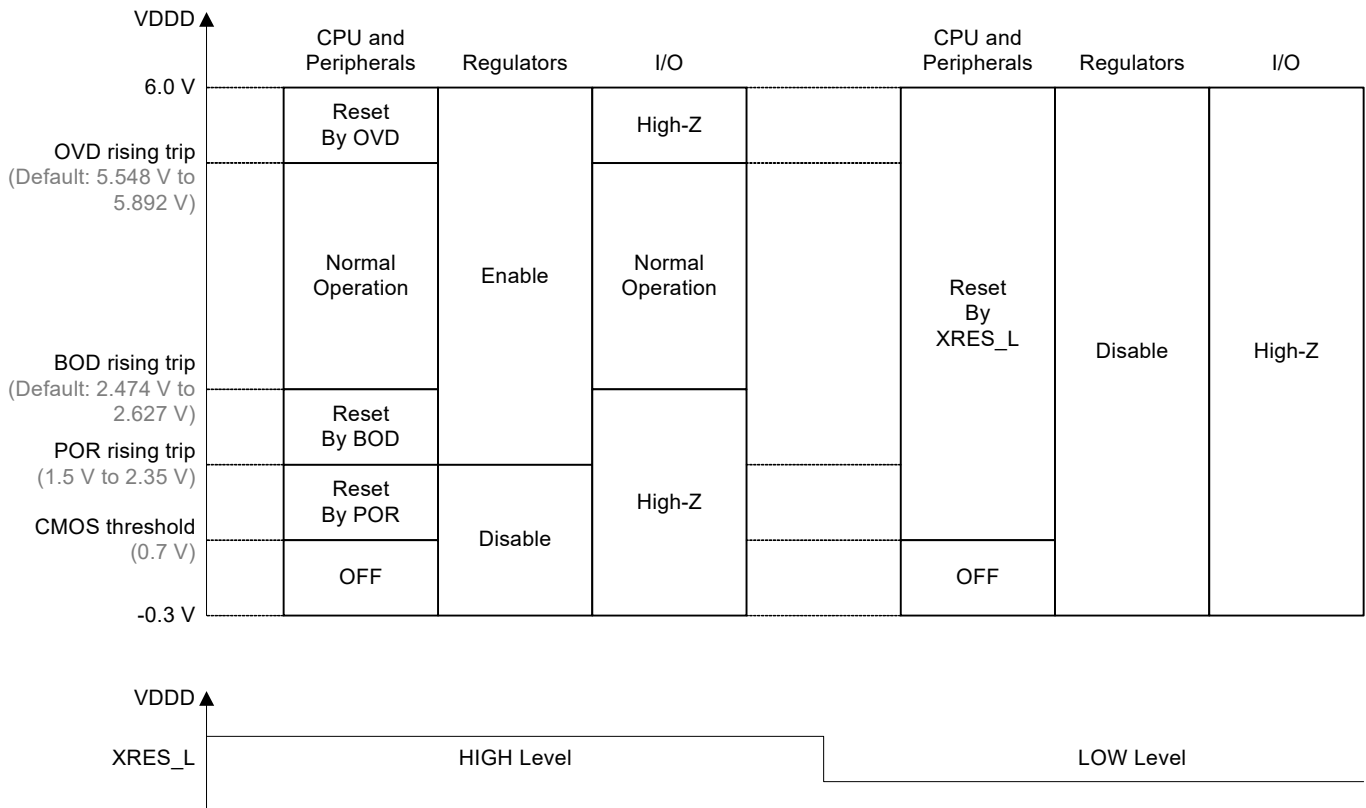 VDDD
CPU and
Peripherals
Regulators
I/O
CPU and
Peripherals
Regulators
I/O
6.0 V
OVD rising trip
(Default: 5.548 V to
5.892 V)
BOD rising trip
(Default: 2.474 V to
2.627 V)
POR rising trip
(1.5 V to 2.35 V)
CMOS threshold
(0.7 V)
-0.3 V
Reset
By OVD
Normal
Operation
Reset
By BOD
Reset
By POR
OFF
Enable
Disable
High-Z
Normal
Operation
High-Z
Reset
By
XRES_L
OFF
Disable
High-Z
VDDD
XRES_L
HIGH Level
LOW Level